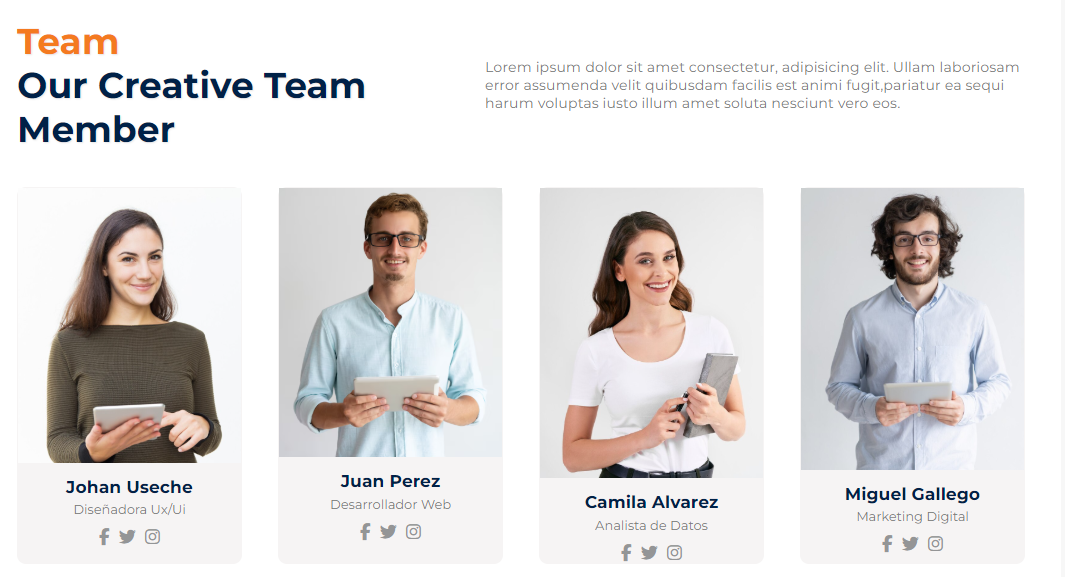 Team
Our Creative Team
Member
Lorem ipsum dolor sit amet consectetur, adipisicing elit. Ullam laboriosam
error assumenda velit quibusdam facilis est animi fugit,pariatur ea sequi
harum voluptas iusto illum amet soluta nesciunt vero eos.
Johan Useche
Diseñadora Ux/Ui
Juan Perez
Desarrollador Web
Camila Alvarez
Analista de Datos
Miguel Gallego
Marketing Digital